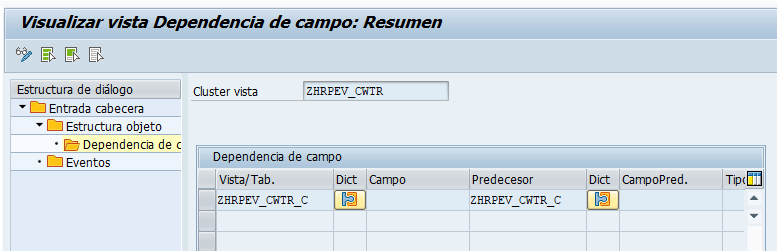 Visualizar vista Dependencia de campo: Resumen
Estructura de diálogo
Entrada cabecera
Estructura objeto
Dependencia de c
Eventos
Cluster vista ZHRPEV_CWTR
Dependencia de campo
Vista/Tab. Dict Campo Predecesor Dict CampoPred. Tipo
ZHRPEV_CWTR_C ZHRPEV_CWTR_C